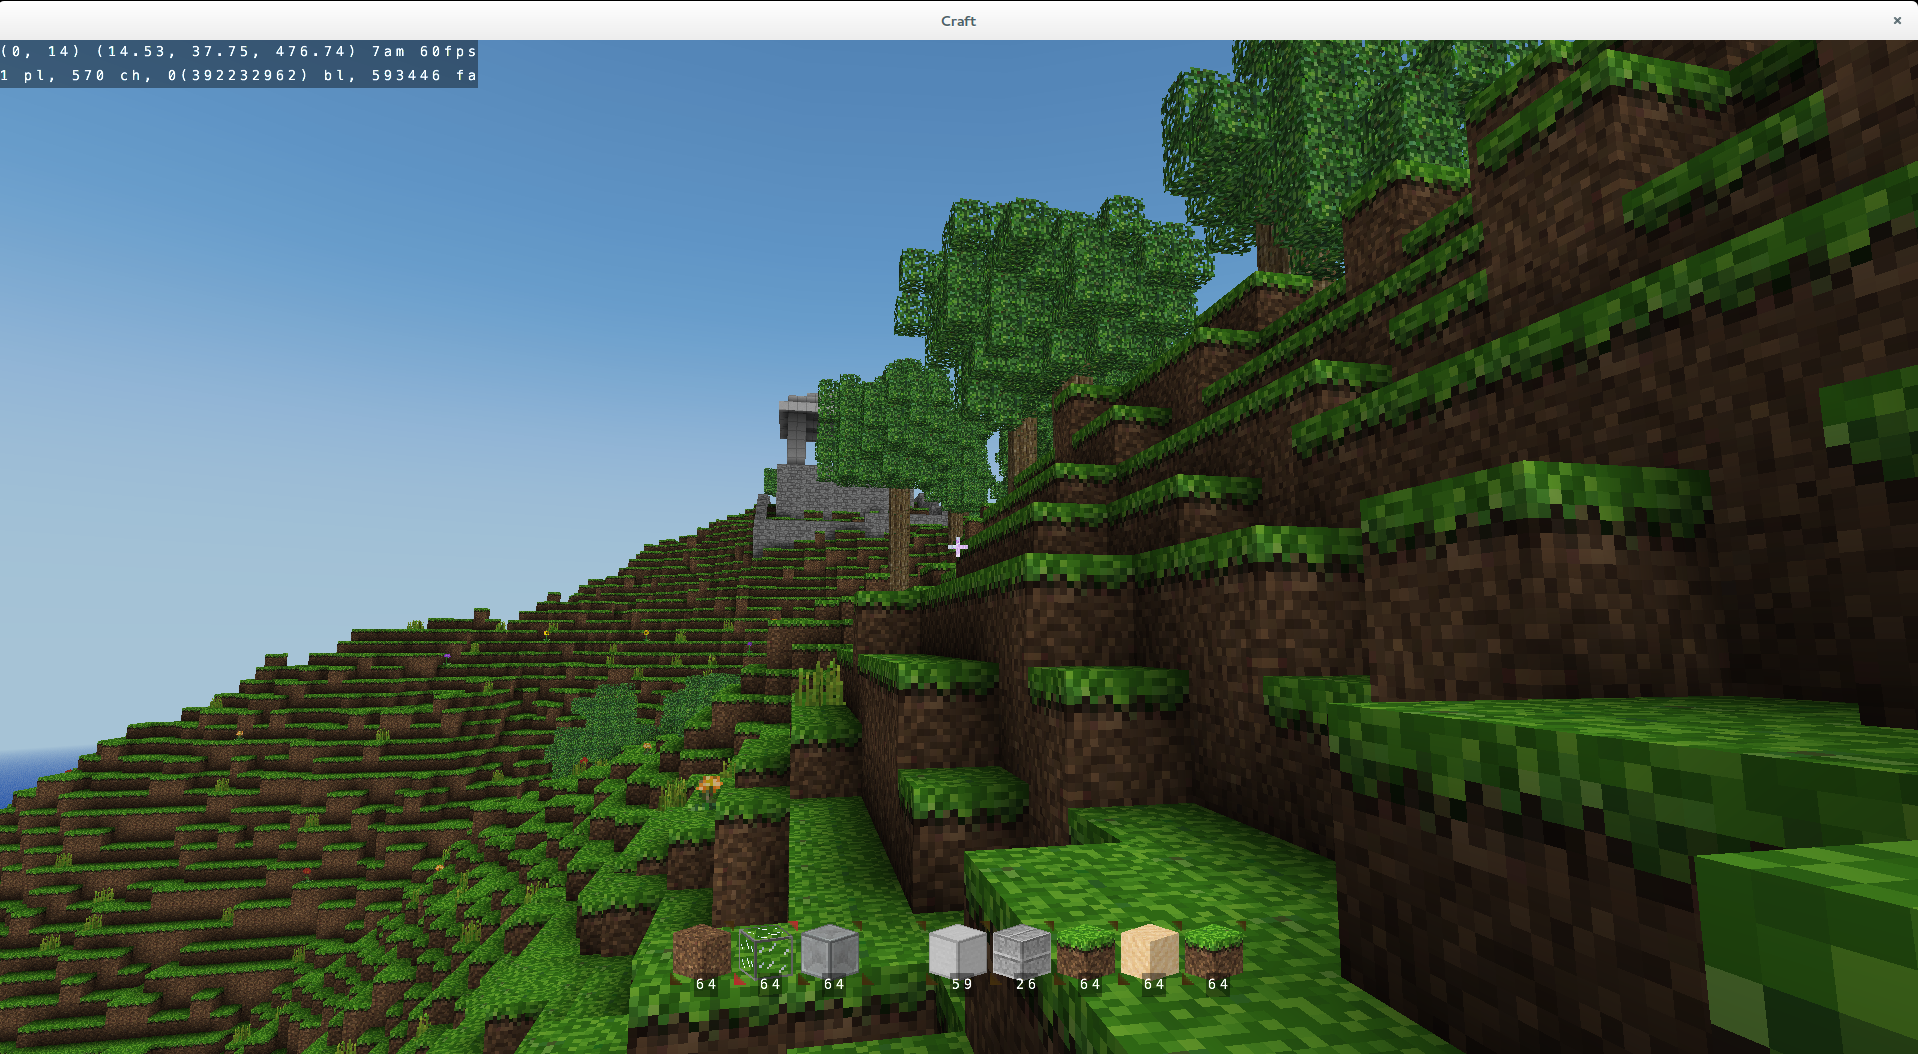 Craft
(0, 14) (14.53, 37.75, 476.74) 7am 60fps
1 pl, 570 ch, 0(392232962) bl, 593446 fa
64 64 64 59 26 64 64 64